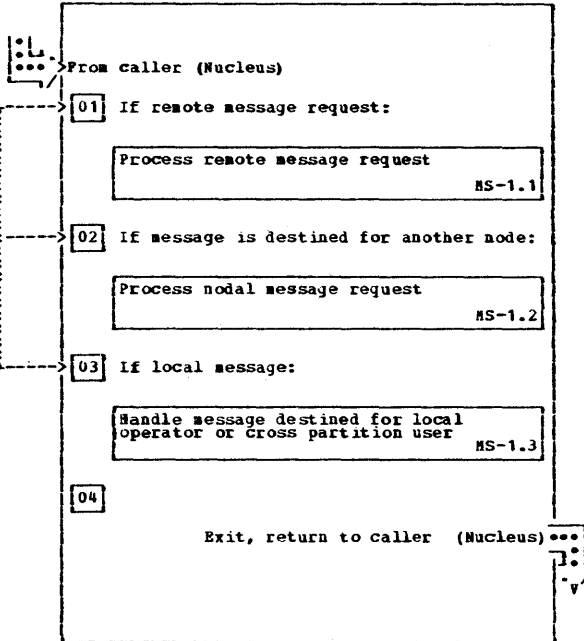 From caller (Nucleus)
01 If remote message request:
Process remote message request
MS-1.1
02 If message is destined for another node:
Process nodal message request
MS-1.2
03 If local message:
Handle message destined for local
operator or cross partition user
MS-1.3
04
Exit, return to caller (Nucleus)